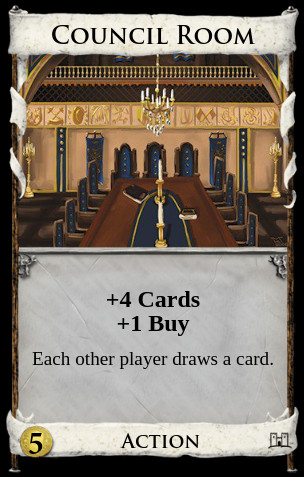 COUNCIL ROOM
+4 Cards
+1 Buy
Each other player draws a card.
5 ACTION